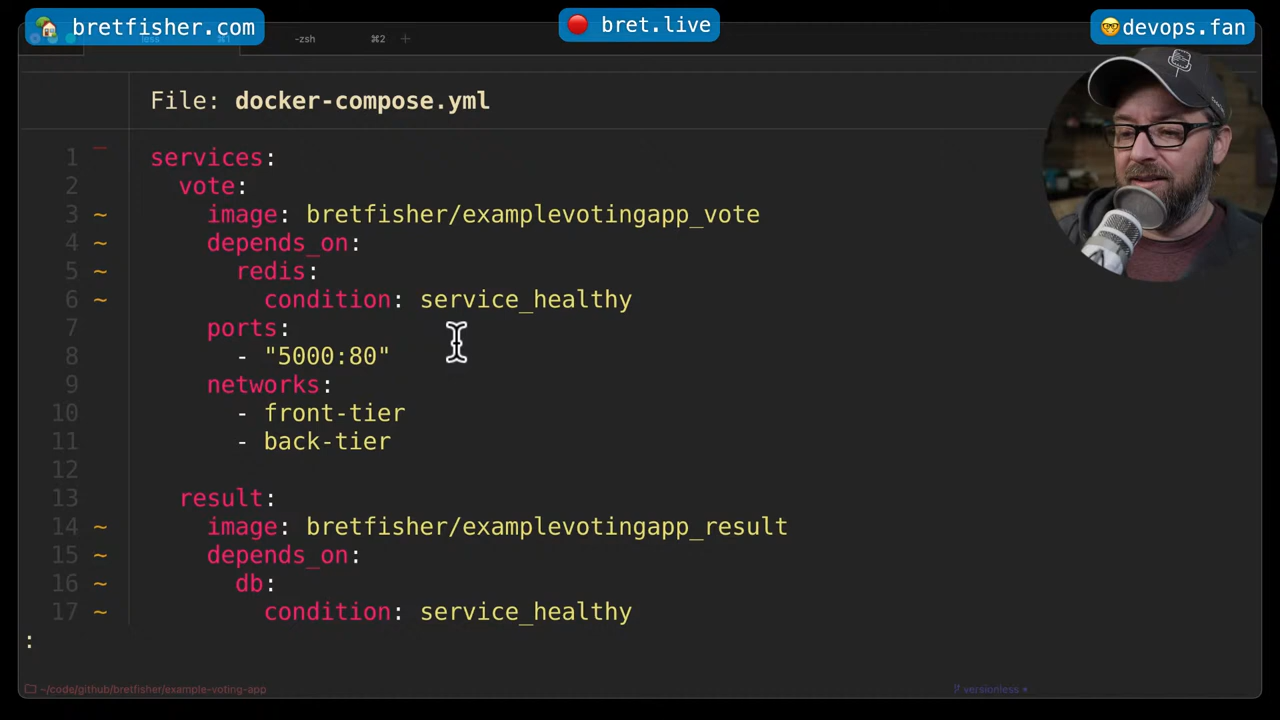 bretfisher.com
bret.live
devops.fan
less ⌘1
-zsh ⌘2 +
File: docker-compose.yml
1 services:
2 vote:
3 ~ image: bretfisher/examplevotingapp_vote
4 ~ depends_on:
5 ~ redis:
6 ~ condition: service_healthy
7 ports:
8 - "5000:80"
9 networks:
10 - front-tier
11 - back-tier
12
13 result:
14 ~ image: bretfisher/examplevotingapp_result
15 ~ depends_on:
16 ~ db:
17 ~ condition: service_healthy
:
~/code/github/bretfisher/example-voting-app
versionless